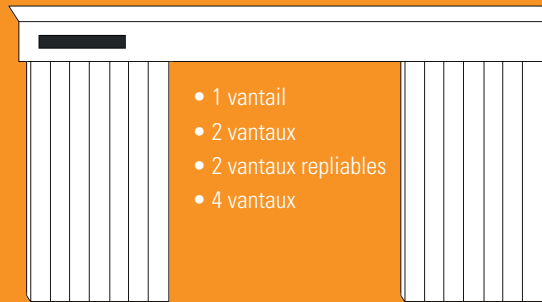 • 1 vantail
• 2 vantaux
• 2 vantaux repliables
• 4 vantaux